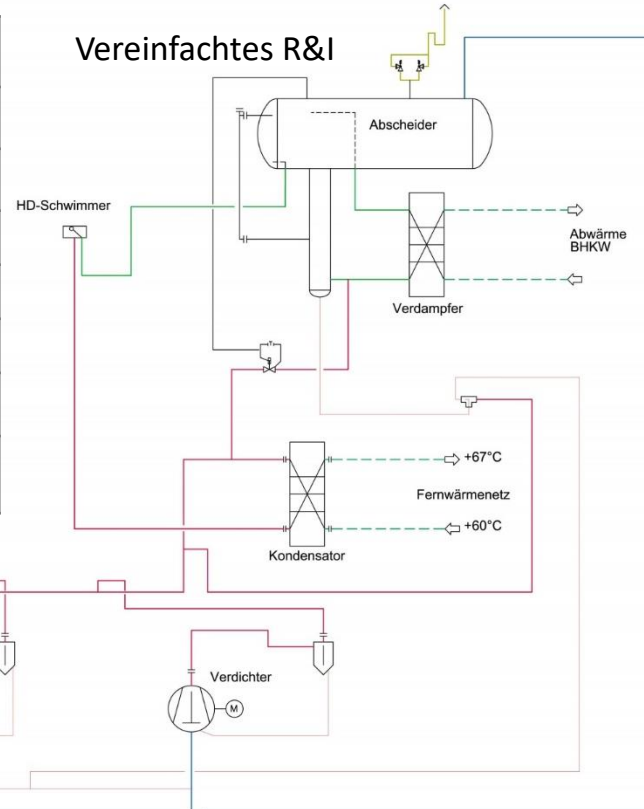 Vereinfachtes R&I
Abscheider
HD-Schwimmer
Abwärme
BHKW
Verdampfer
+67°C
Fernwärmenetz
+60°C
Kondensator
Verdichter
M